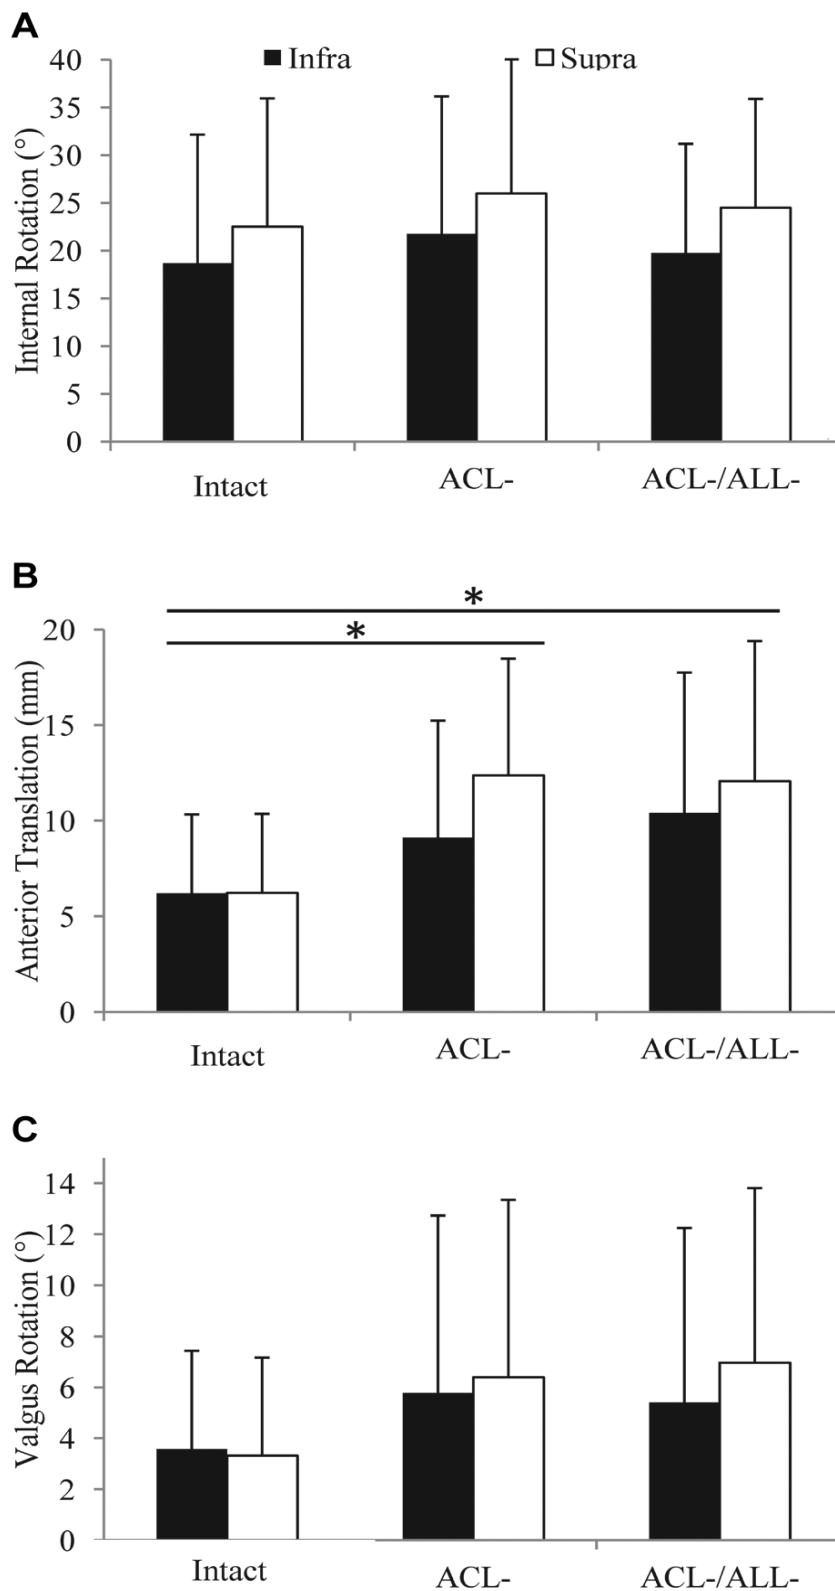 A
Infra
Supra
Internal Rotation (°)
40
35
30
25
20
15
10
5
0
Intact
ACL-
ACL-/ALL-
B
*
*
Anterior Translation (mm)
20
15
10
5
0
Intact
ACL-
ACL-/ALL-
C
Valgus Rotation (°)
14
12
10
8
6
4
2
0
Intact
ACL-
ACL-/ALL-